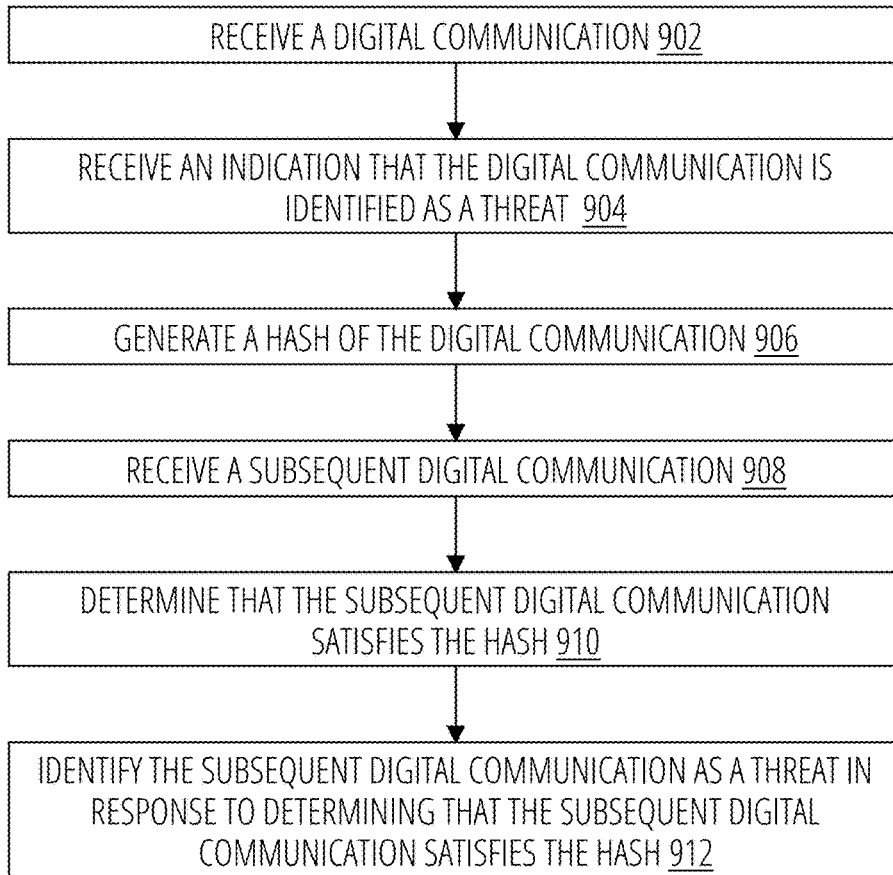 RECEIVE A DIGITAL COMMUNICATION 902
RECEIVE AN INDICATION THAT THE DIGITAL COMMUNICATION IS
IDENTIFIED AS A THREAT 904
GENERATE A HASH OF THE DIGITAL COMMUNICATION 906
RECEIVE A SUBSEQUENT DIGITAL COMMUNICATION 908
DETERMINE THAT THE SUBSEQUENT DIGITAL COMMUNICATION
SATISFIES THE HASH 910
IDENTIFY THE SUBSEQUENT DIGITAL COMMUNICATION AS A THREAT IN
RESPONSE TO DETERMINING THAT THE SUBSEQUENT DIGITAL
COMMUNICATION SATISFIES THE HASH 912